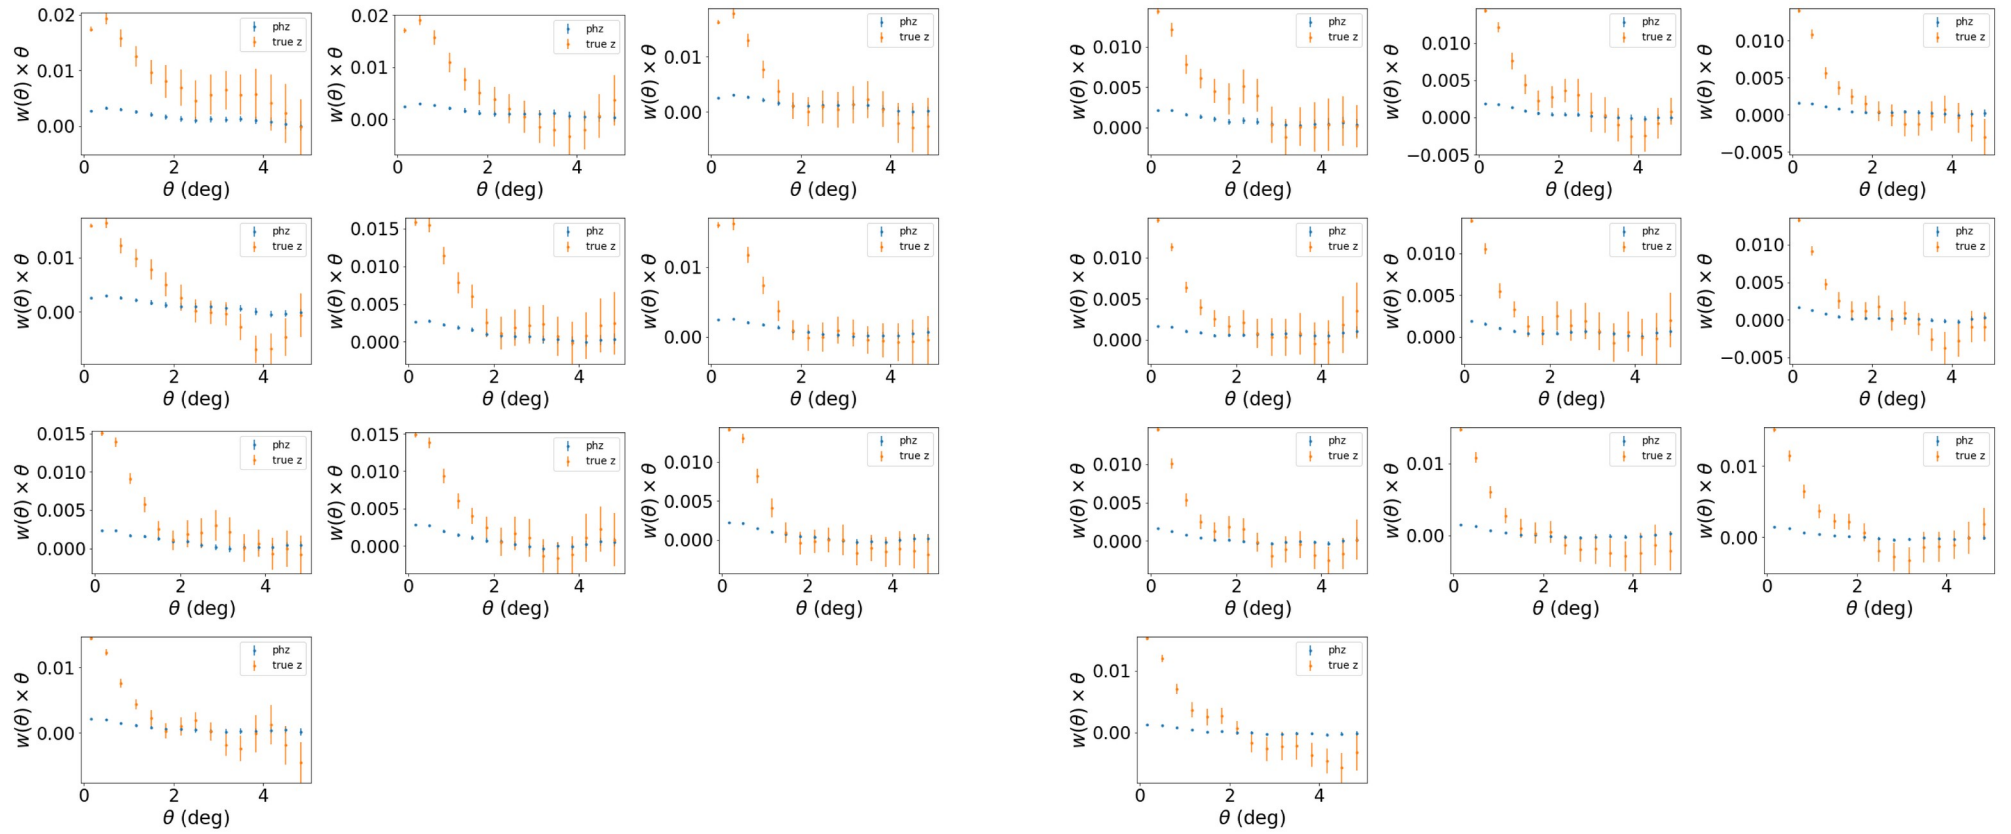 0.02
0.01
0.00
w(θ) × θ
phz
true z
0 2 4
θ (deg)
0.02
0.01
0.00
w(θ) × θ
phz
true z
0 2 4
θ (deg)
0.01
0.00
w(θ) × θ
phz
true z
0 2 4
θ (deg)
0.010
0.005
0.000
w(θ) × θ
phz
true z
0 2 4
θ (deg)
0.010
0.005
0.000
−0.005
w(θ) × θ
phz
true z
0 2 4
θ (deg)
0.010
0.005
0.000
−0.005
w(θ) × θ
phz
true z
0 2 4
θ (deg)
0.01
0.00
w(θ) × θ
phz
true z
0 2 4
θ (deg)
0.015
0.010
0.005
0.000
w(θ) × θ
phz
true z
0 2 4
θ (deg)
0.01
0.00
w(θ) × θ
phz
true z
0 2 4
θ (deg)
0.010
0.005
0.000
w(θ) × θ
phz
true z
0 2 4
θ (deg)
0.010
0.005
0.000
w(θ) × θ
phz
true z
0 2 4
θ (deg)
0.010
0.005
0.000
−0.005
w(θ) × θ
phz
true z
0 2 4
θ (deg)
0.015
0.010
0.005
0.000
w(θ) × θ
phz
true z
0 2 4
θ (deg)
0.015
0.010
0.005
0.000
w(θ) × θ
phz
true z
0 2 4
θ (deg)
0.010
0.005
0.000
w(θ) × θ
phz
true z
0 2 4
θ (deg)
0.010
0.005
0.000
w(θ) × θ
phz
true z
0 2 4
θ (deg)
0.01
0.00
w(θ) × θ
phz
true z
0 2 4
θ (deg)
0.01
0.00
w(θ) × θ
phz
true z
0 2 4
θ (deg)
0.01
0.00
w(θ) × θ
phz
true z
0 2 4
θ (deg)
0.01
0.00
w(θ) × θ
phz
true z
0 2 4
θ (deg)